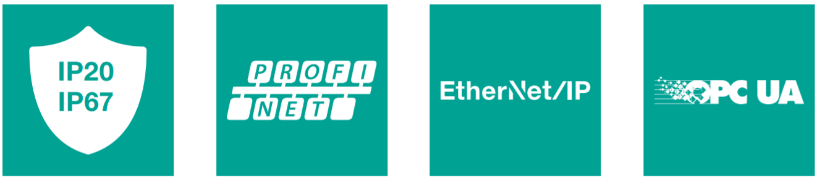 IP20
IP67
PROFI
NET
EtherNet/IP
OPC UA